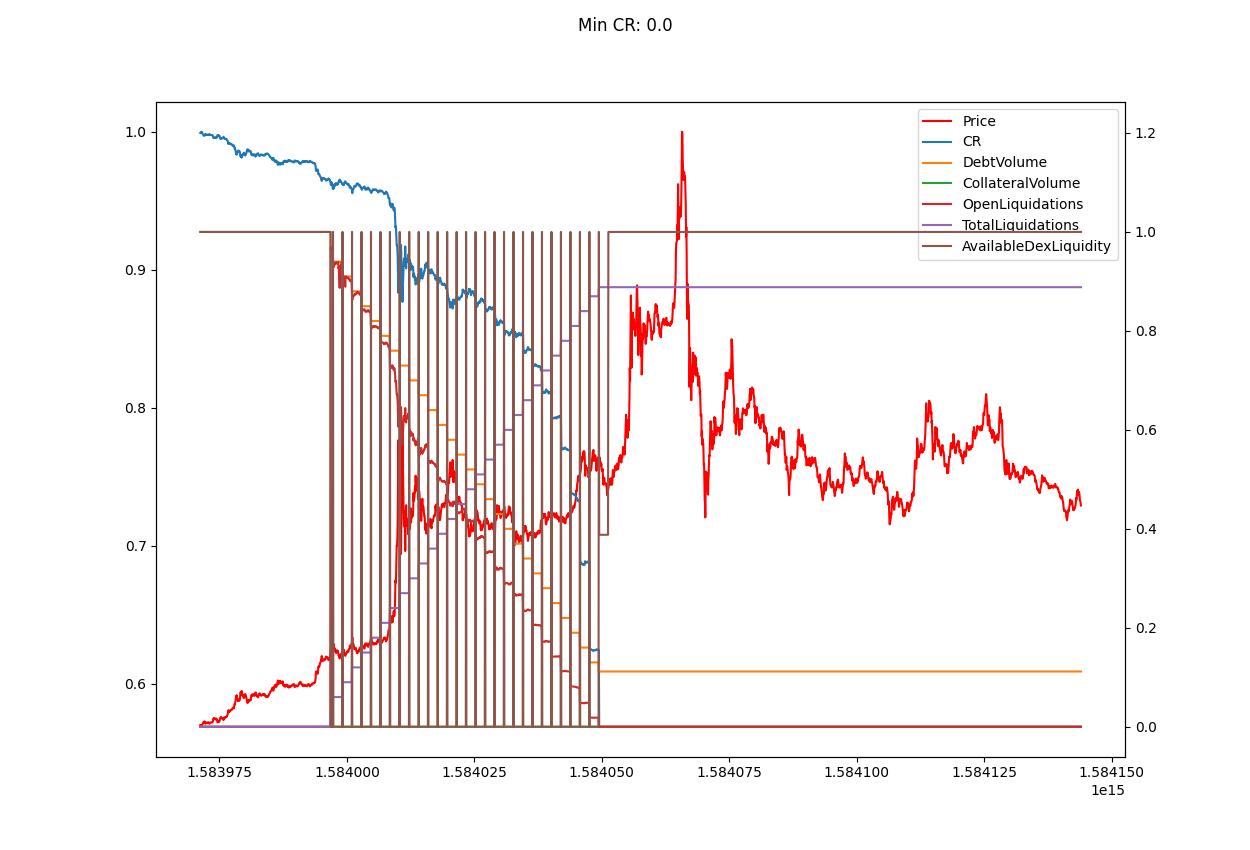 Min CR: 0.0
1.0
0.9
0.8
0.7
0.6
1.2
1.0
0.8
0.6
0.4
0.2
0.0
Price
CR
DebtVolume
CollateralVolume
OpenLiquidations
TotalLiquidations
AvailableDexLiquidity
1.583975 1.584000 1.584025 1.584050 1.584075 1.584100 1.584125 1.584150
1e15